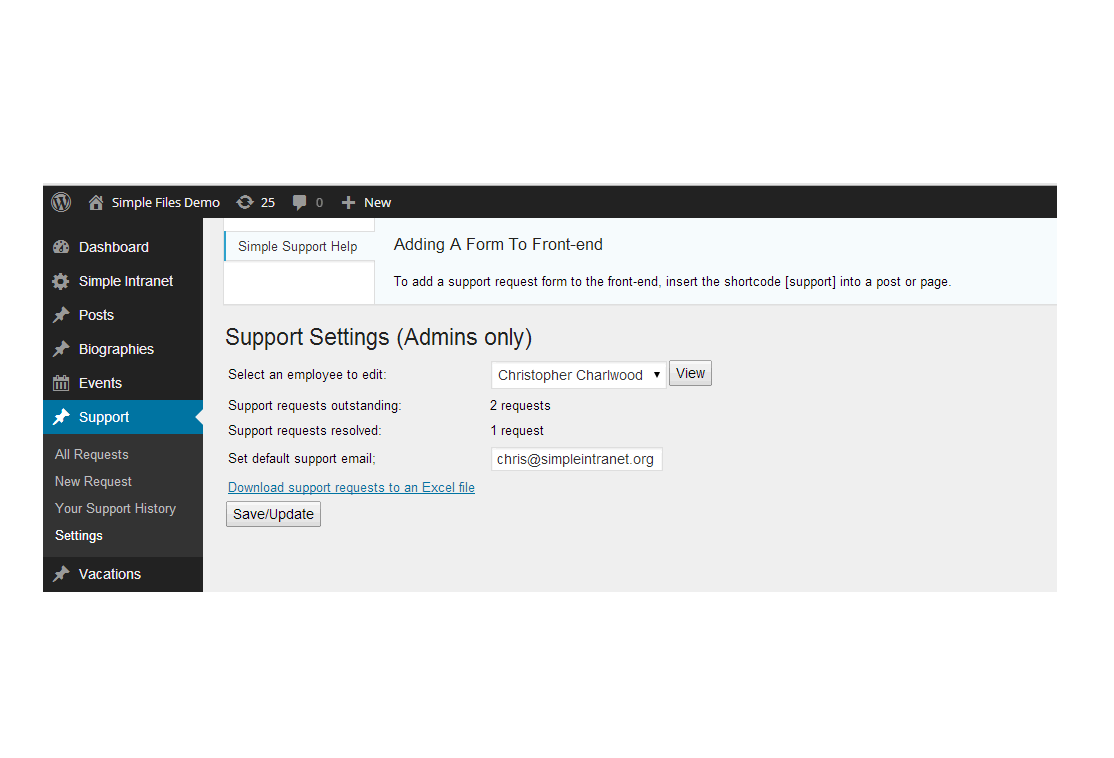 Simple Files Demo 25 0 New
Dashboard
Simple Intranet
Posts
Biographies
Events
Support
All Requests
New Request
Your Support History
Settings
Vacations
Simple Support Help
Adding A Form To Front-end
To add a support request form to the front-end, insert the shortcode [support] into a post or page.
Support Settings (Admins only)
Select an employee to edit: Christopher Charlwood View
Support requests outstanding: 2 requests
Support requests resolved: 1 request
Set default support email; chris@simpleintranet.org
Download support requests to an Excel file
Save/Update